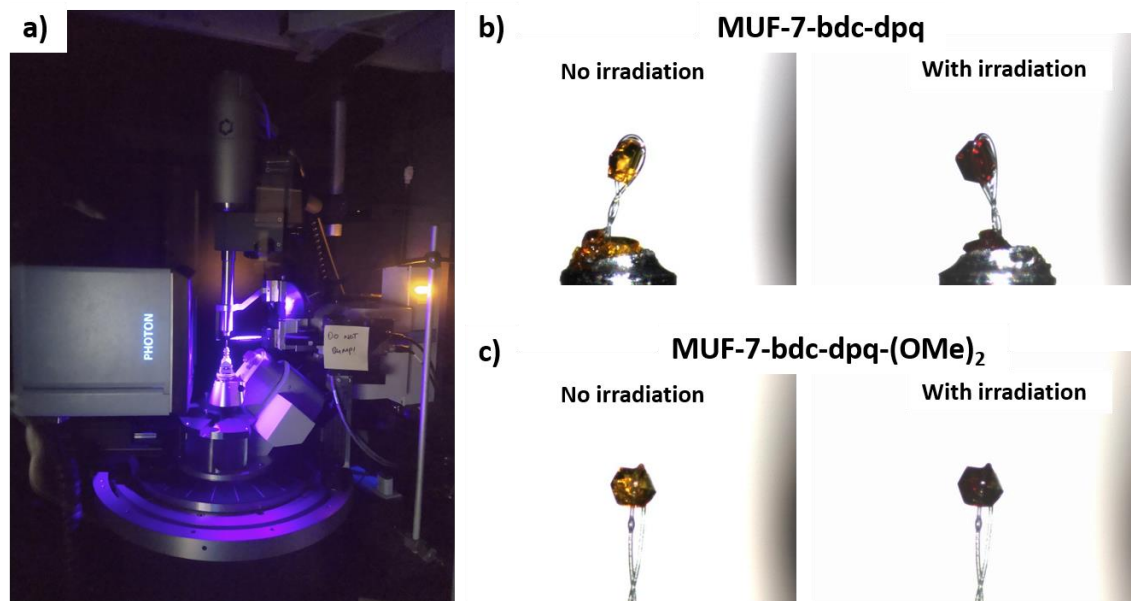 a)
PHOTON
DO NOT
BUMP!
b)
MUF-7-bdc-dpq
No irradiation
With irradiation
c)
MUF-7-bdc-dpq-(OMe)₂
No irradiation
With irradiation